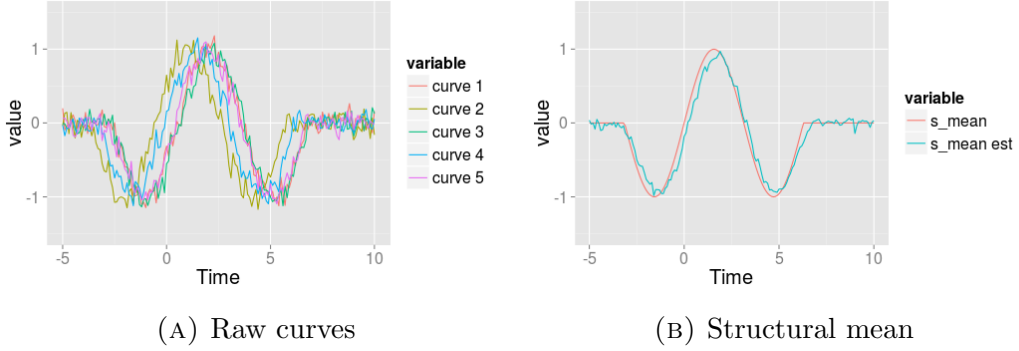 value
1
0
-1
-5
0
5
10
Time
variable
curve 1
curve 2
curve 3
curve 4
curve 5
(A) Raw curves
value
1
0
-1
-5
0
5
10
Time
variable
s_mean
s_mean est
(B) Structural mean